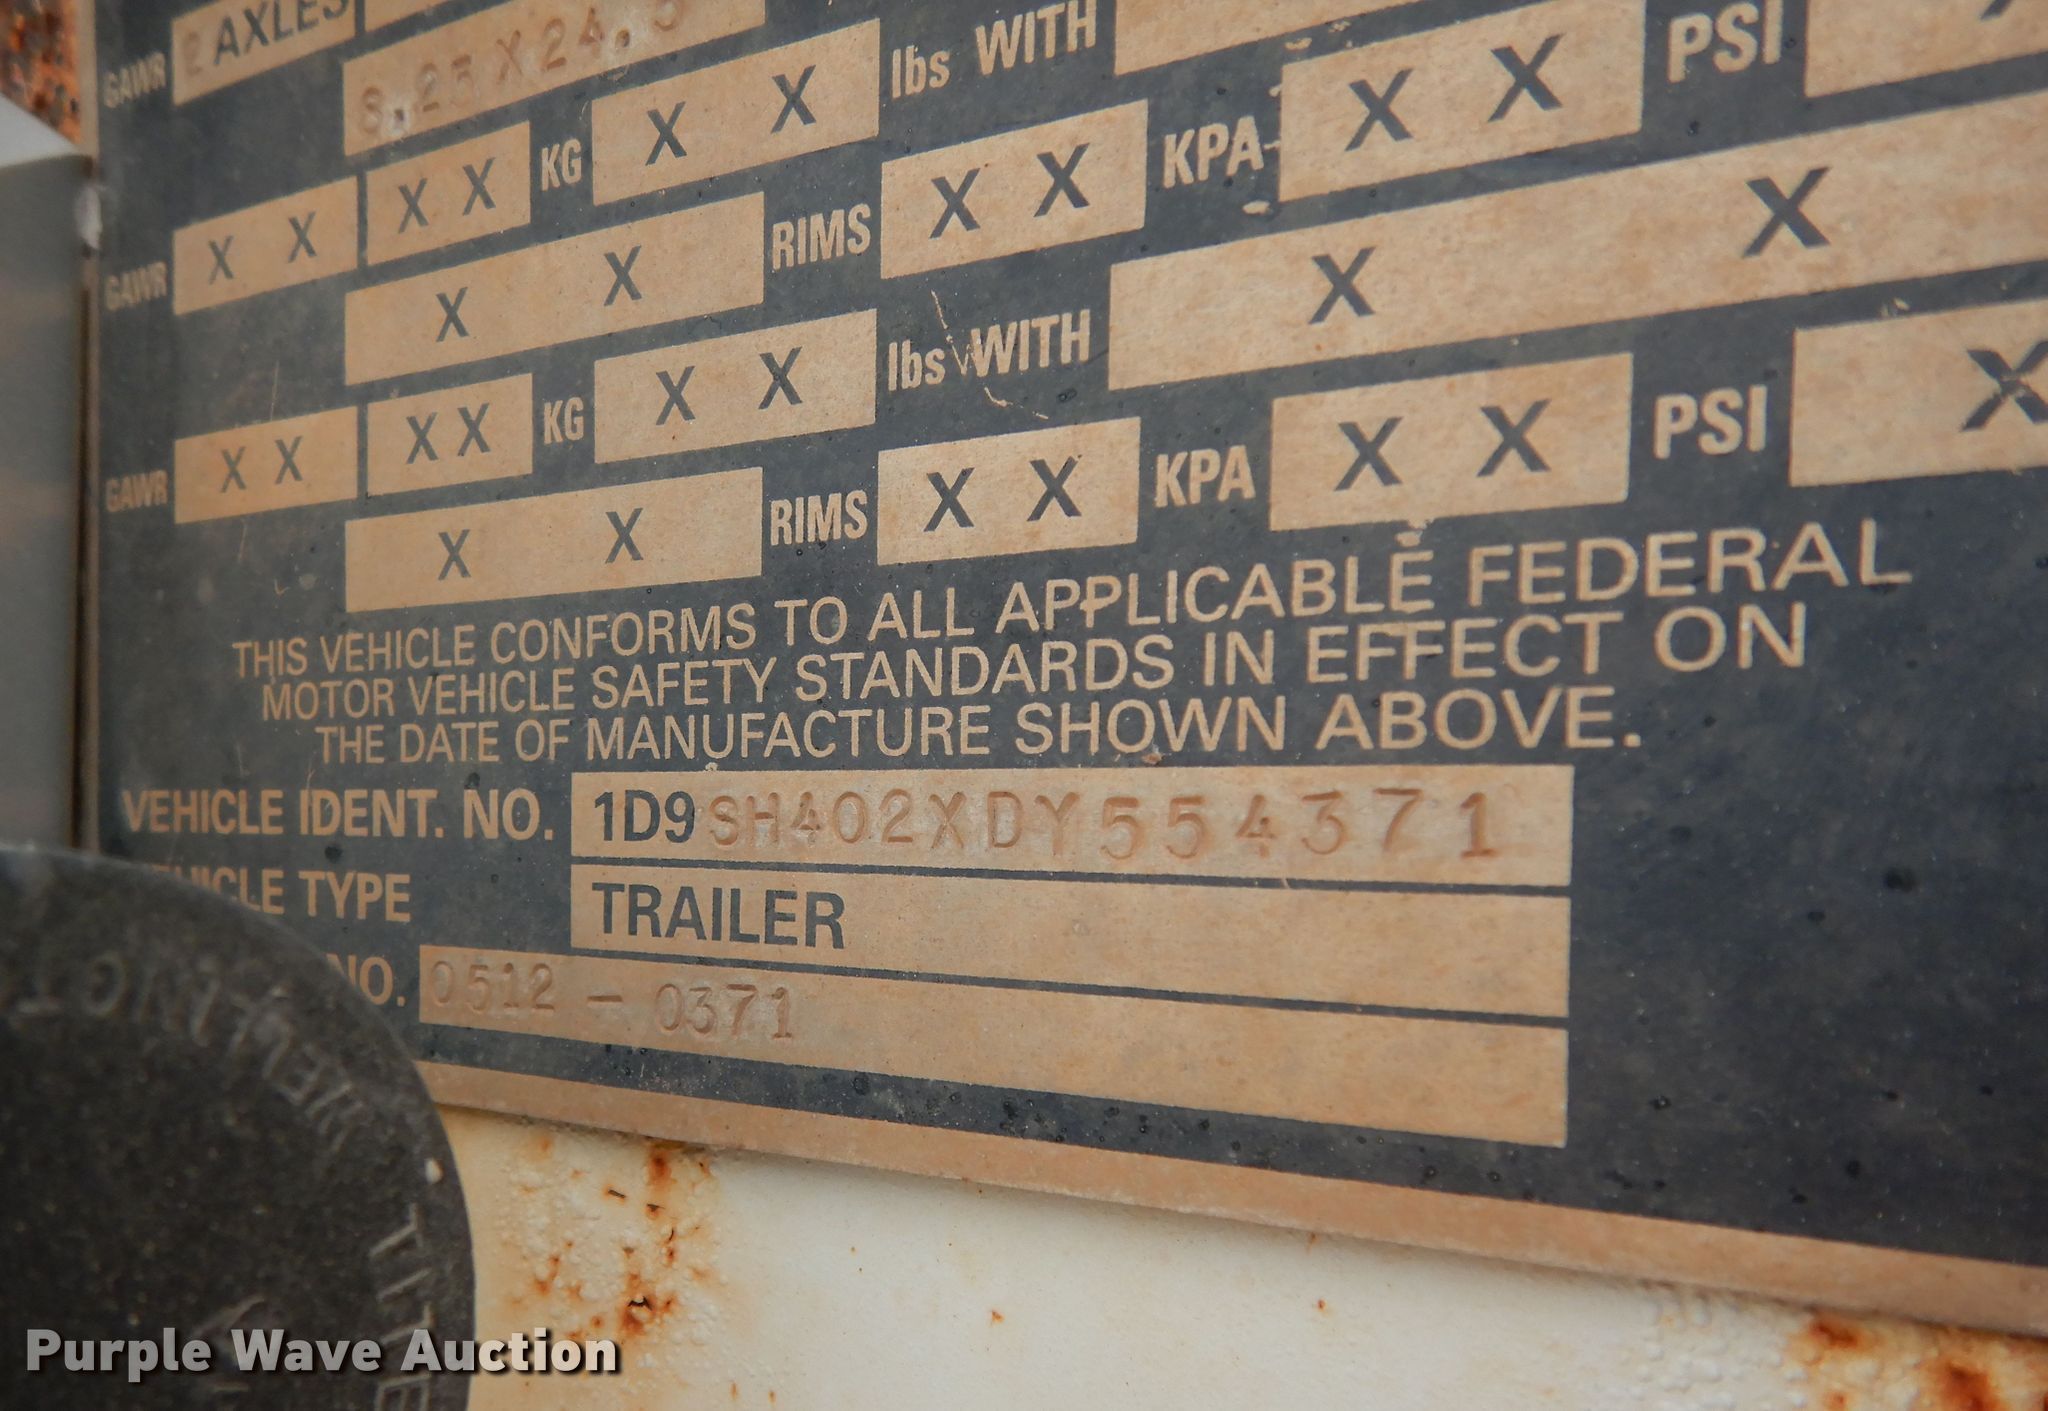 GAWR 2 AXLES
8.25 X 24.5
X X lbs WITH
GAWR X X X X KG X X KPA X X PSI
X X RIMS X X
X X lbs WITH X X
GAWR X X X X KG X X KPA X X PSI X
X X RIMS X X
THIS VEHICLE CONFORMS TO ALL APPLICABLE FEDERAL
MOTOR VEHICLE SAFETY STANDARDS IN EFFECT ON
THE DATE OF MANUFACTURE SHOWN ABOVE.
VEHICLE IDENT. NO. 1D9SH402XDY554371
VEHICLE TYPE TRAILER
NO. 0512 - 0371
Purple Wave Auction